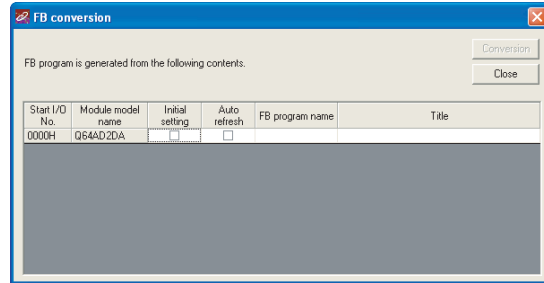 FB conversion
Conversion
FB program is generated from the following contents.
Close
Start I/O No. Module model name Initial setting Auto refresh FB program name Title
0000H Q64AD2DA